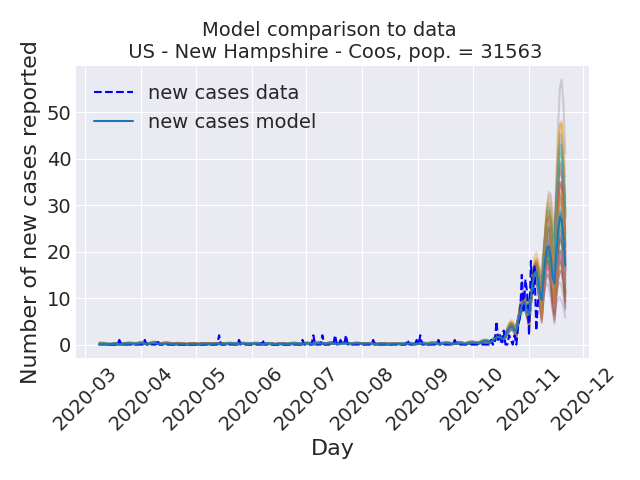 Model comparison to data
US - New Hampshire - Coos, pop. = 31563
Number of new cases reported
50
40
30
20
10
0
new cases data
new cases model
2020-03
2020-04
2020-05
2020-06
2020-07
2020-08
2020-09
2020-10
2020-11
2020-12
Day